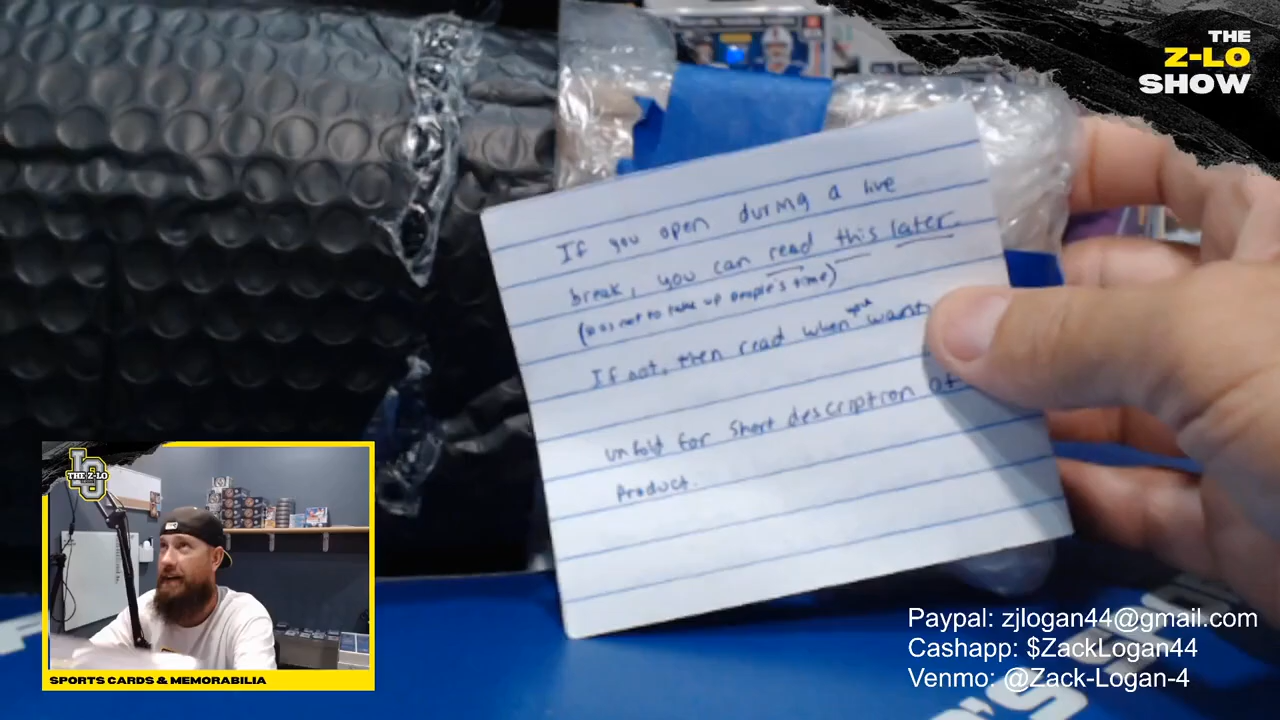 THE
Z-LO
SHOW
If you open during a live
break, you can read this later.
(so as not to take up people's time)
If not, then read when you want
unfold for short description of
Product.
THE Z-LO
SPORTS CARDS & MEMORABILIA
Paypal: zjlogan44@gmail.com
Cashapp: $ZackLogan44
Venmo: @Zack-Logan-4